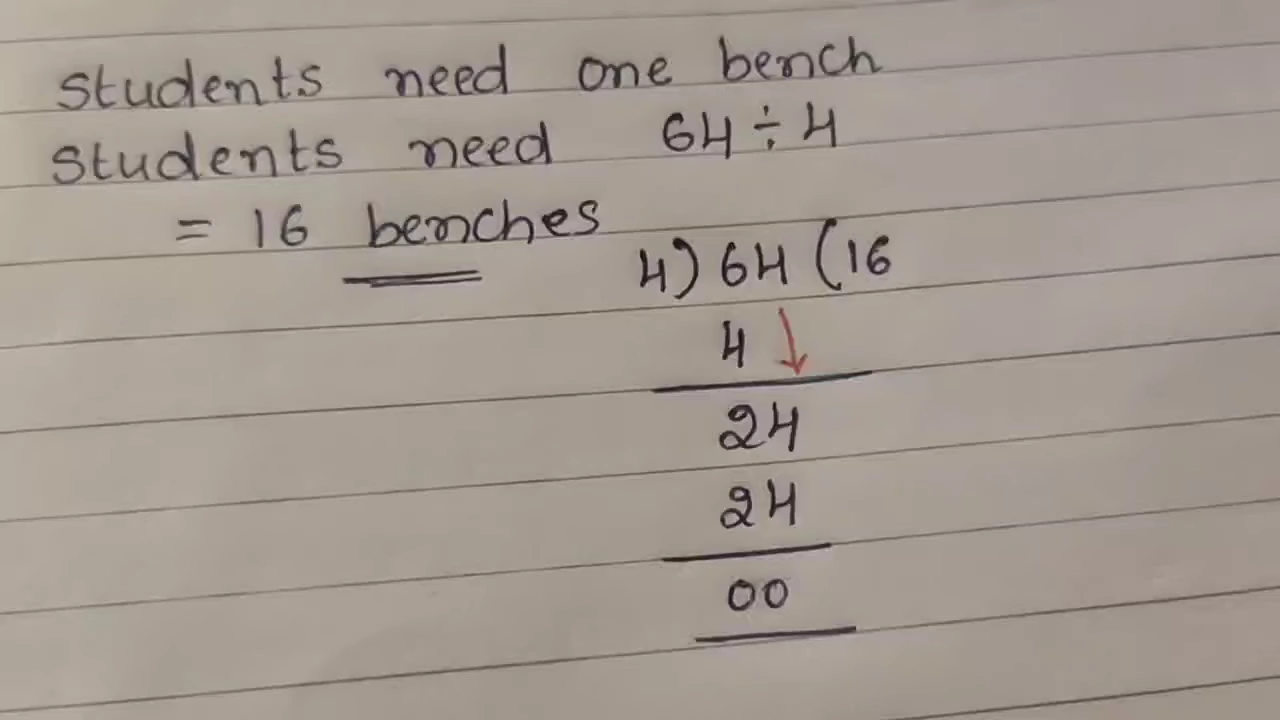 students need one bench
students need 64 ÷ 4
= 16 benches
4) 64 (16
4 ↓
24
24
00